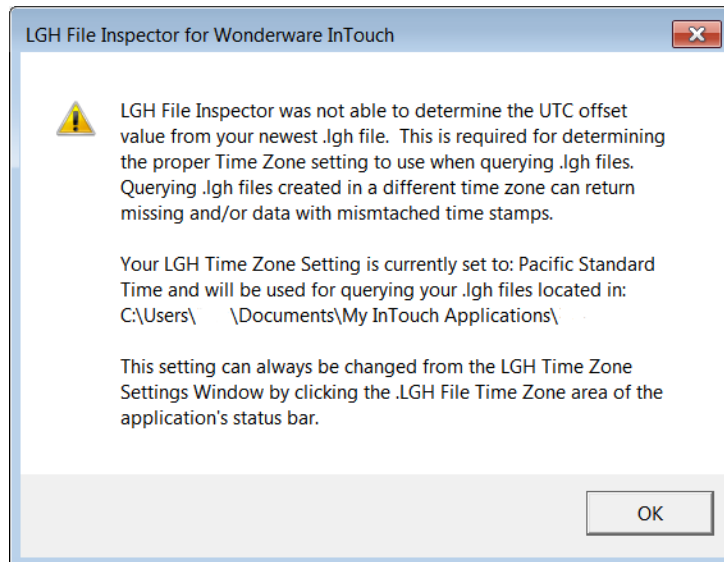 LGH File Inspector for Wonderware InTouch
LGH File Inspector was not able to determine the UTC offset
value from your newest .lgh file. This is required for determining
the proper Time Zone setting to use when querying .lgh files.
Querying .lgh files created in a different time zone can return
missing and/or data with mismtached time stamps.
Your LGH Time Zone Setting is currently set to: Pacific Standard
Time and will be used for querying your .lgh files located in:
C:\Users\ \Documents\My InTouch Applications\
This setting can always be changed from the LGH Time Zone
Settings Window by clicking the .LGH File Time Zone area of the
application's status bar.
OK